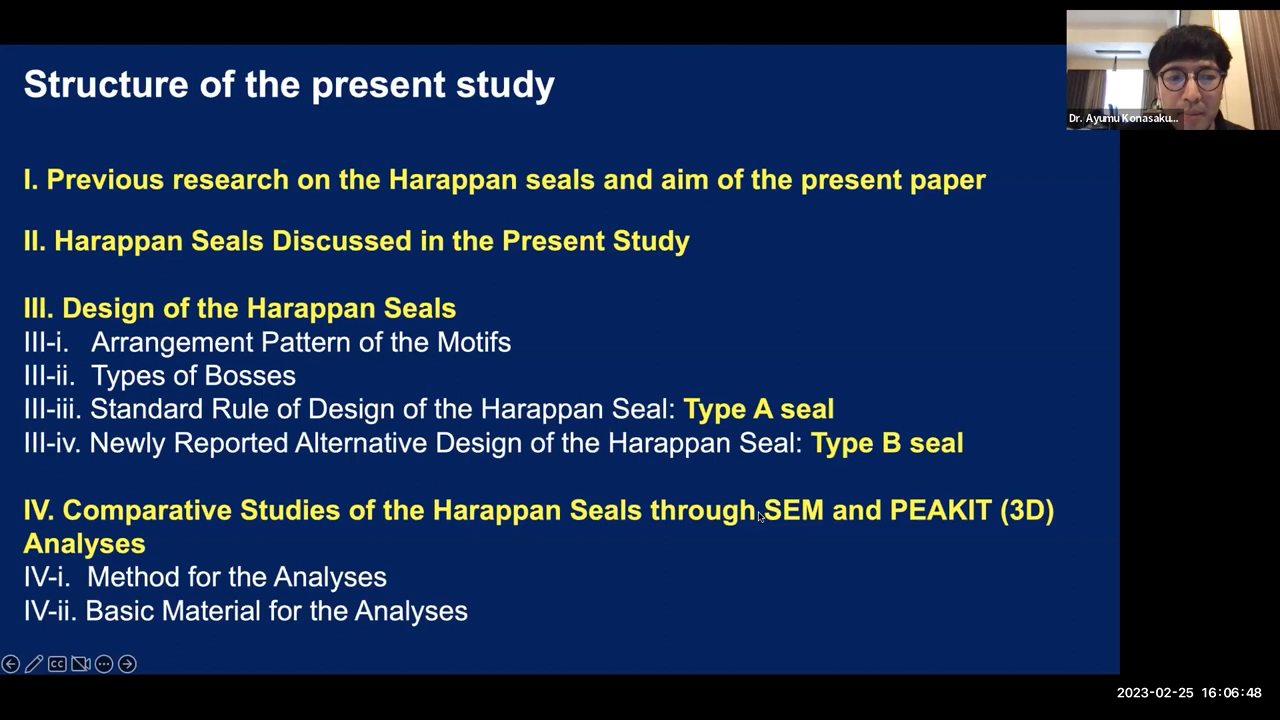 Structure of the present study
Dr. Ayumu Konasaku...
I. Previous research on the Harappan seals and aim of the present paper
II. Harappan Seals Discussed in the Present Study
III. Design of the Harappan Seals
III-i. Arrangement Pattern of the Motifs
III-ii. Types of Bosses
III-iii. Standard Rule of Design of the Harappan Seal: Type A seal
III-iv. Newly Reported Alternative Design of the Harappan Seal: Type B seal
IV. Comparative Studies of the Harappan Seals through SEM and PEAKIT (3D)
Analyses
IV-i. Method for the Analyses
IV-ii. Basic Material for the Analyses
CC
2023-02-25 16:06:48